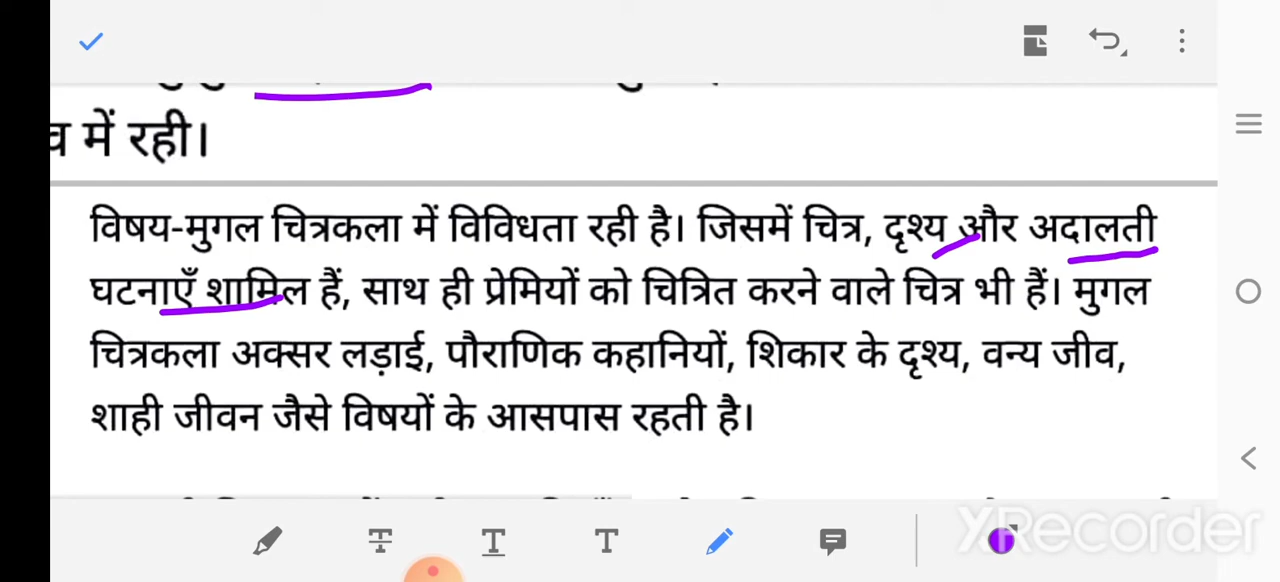 में रही।
विषय-मुगल चित्रकला में विविधता रही है। जिसमें चित्र, दृश्य और अदालती
घटनाएँ शामिल हैं, साथ ही प्रेमियों को चित्रित करने वाले चित्र भी हैं। मुगल
चित्रकला अक्सर लड़ाई, पौराणिक कहानियों, शिकार के दृश्य, वन्य जीव,
शाही जीवन जैसे विषयों के आसपास रहती है।
XRecorder